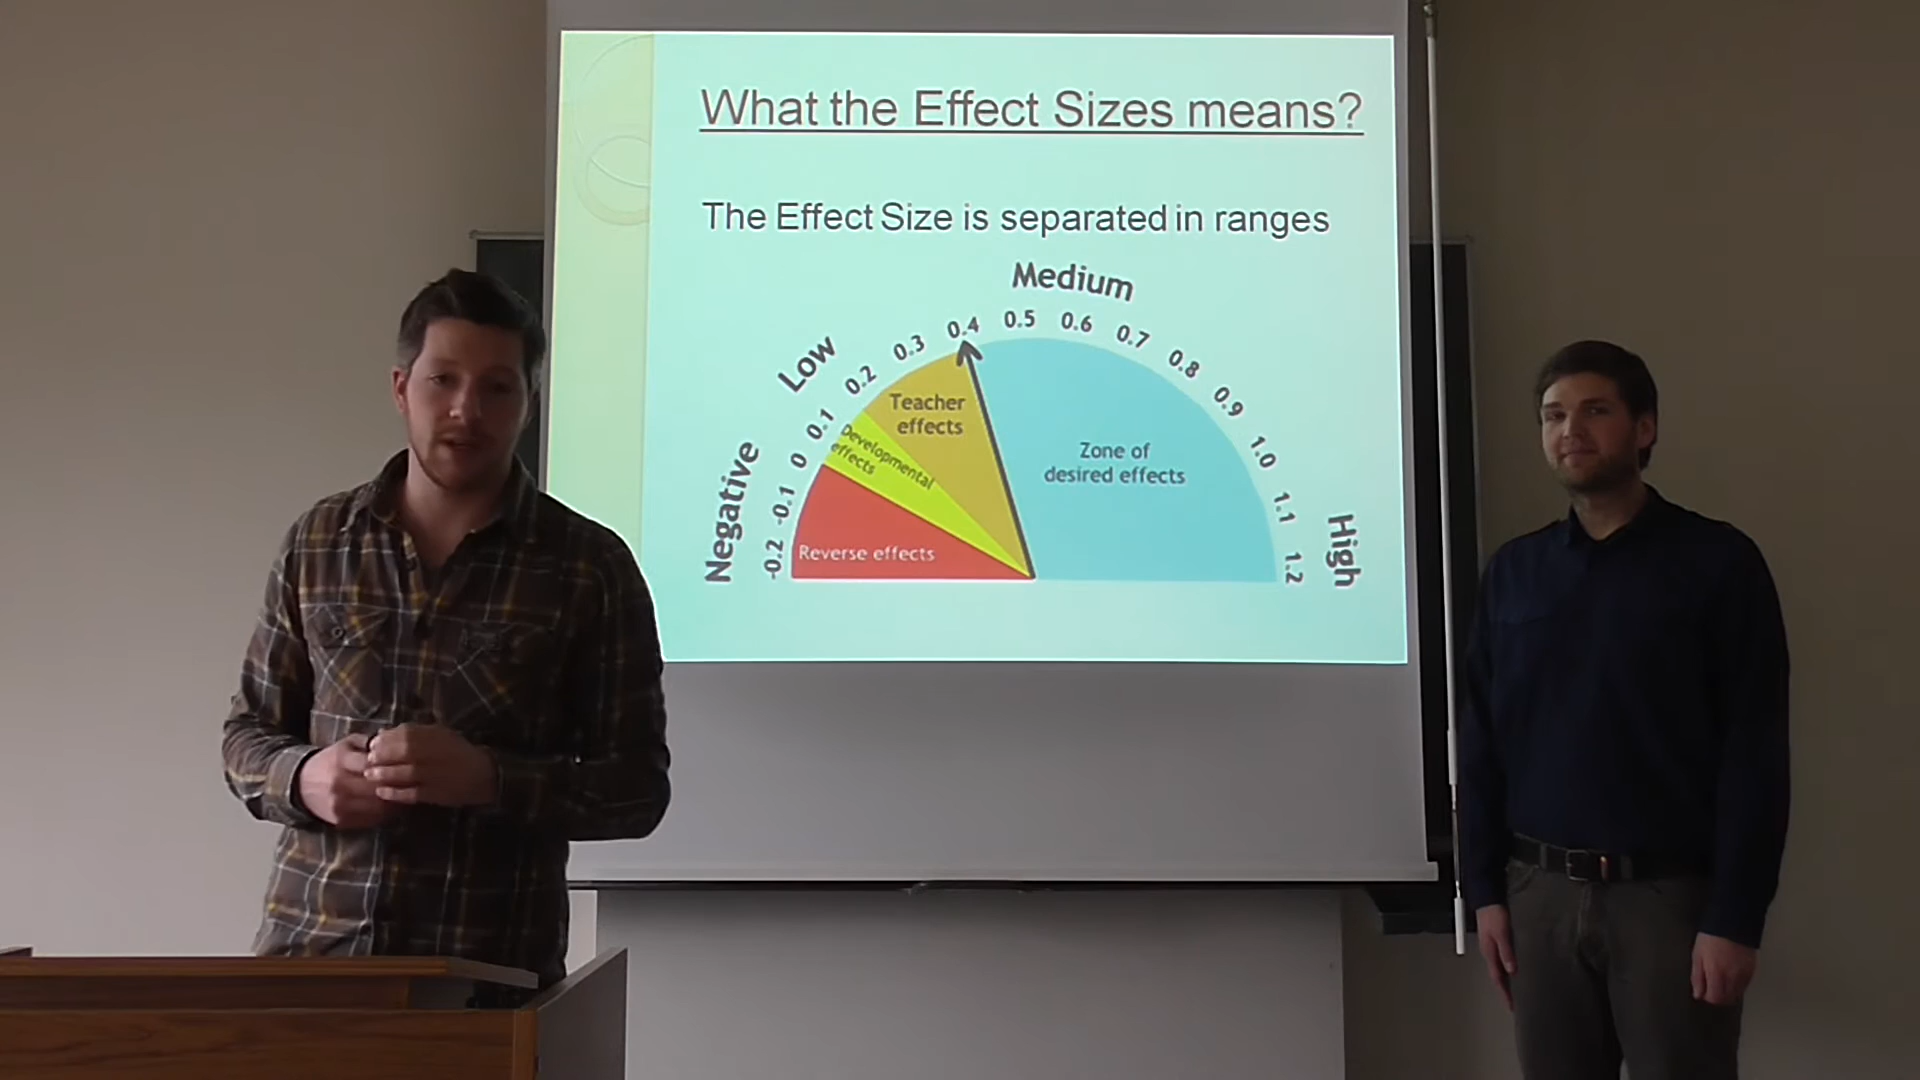 What the Effect Sizes means?
The Effect Size is separated in ranges
Negative
Low
Medium
High
-0.2
-0.1
0
0.1
0.2
0.3
0.4
0.5
0.6
0.7
0.8
0.9
1.0
1.1
1.2
Reverse effects
Developmental
effects
Teacher
effects
Zone of
desired effects